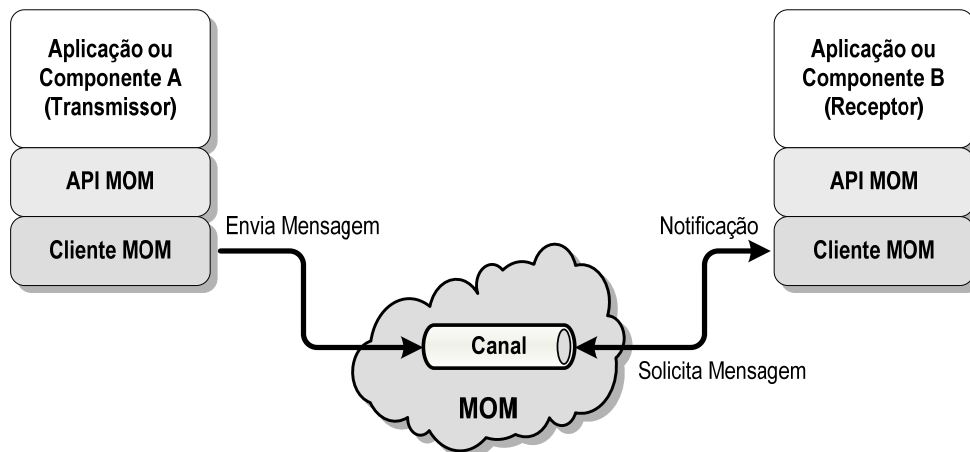 Aplicação ou
Componente A
(Transmissor)
API MOM
Cliente MOM
Envia Mensagem
Canal
MOM
Notificação
Solicita Mensagem
Aplicação ou
Componente B
(Receptor)
API MOM
Cliente MOM